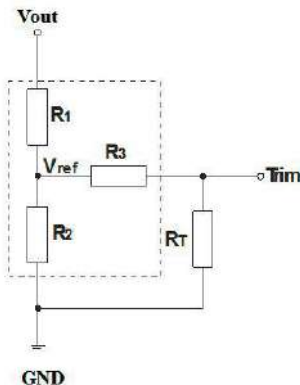 Vout
R1
R3
Vref
Trim
R2
RT
GND